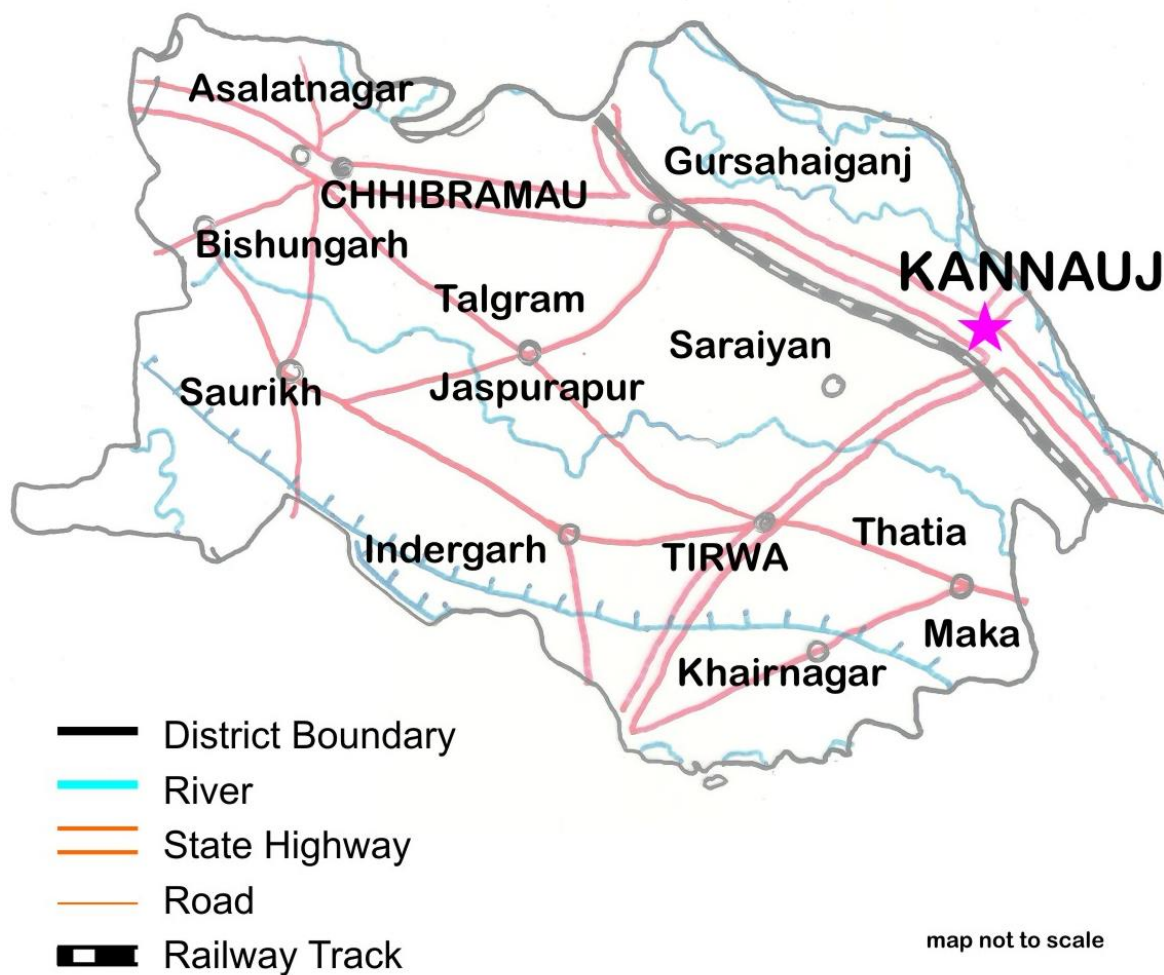 Asalatnagar
Gursahaiganj
CHHIBRAMAU
Bishungarh
KANNAUJ
Talgram
Saraiyan
Saurikh
Jaspurapur
Indergarh
TIRWA
Thatia
Maka
Khairnagar
District Boundary
River
State Highway
Road
Railway Track
map not to scale